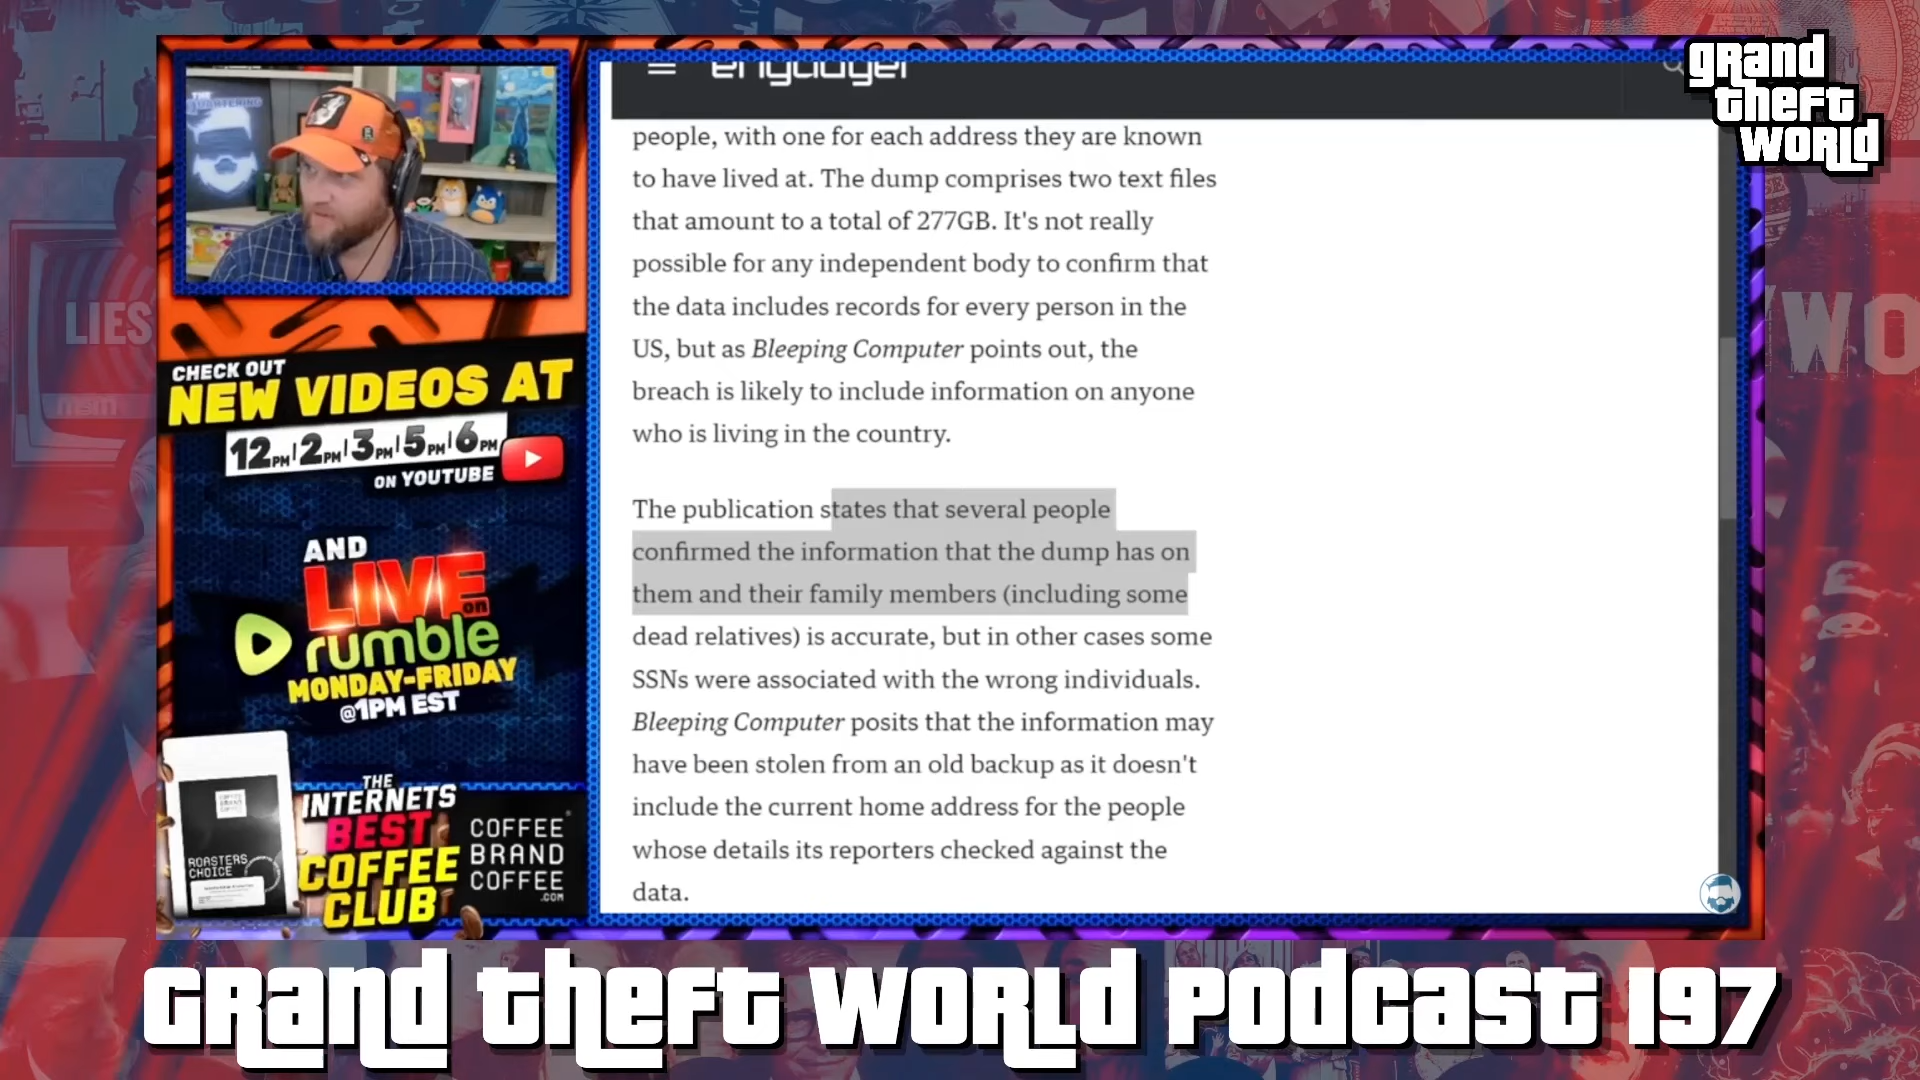 grand
theft
world
THE
QUARTERING
engadget
people, with one for each address they are known
to have lived at. The dump comprises two text files
that amount to a total of 277GB. It's not really
possible for any independent body to confirm that
the data includes records for every person in the
US, but as Bleeping Computer points out, the
breach is likely to include information on anyone
who is living in the country.
The publication states that several people
confirmed the information that the dump has on
them and their family members (including some
dead relatives) is accurate, but in other cases some
SSNs were associated with the wrong individuals.
Bleeping Computer posits that the information may
have been stolen from an old backup as it doesn't
include the current home address for the people
whose details its reporters checked against the
data.
CHECK OUT
NEW VIDEOS AT
12PM | 2PM | 3PM | 5PM | 6PM
ON YOUTUBE
AND
LIVE on
rumble
MONDAY-FRIDAY
@1PM EST
THE
INTERNETS
BEST
COFFEE
CLUB
COFFEE
BRAND
COFFEE
.COM
ROASTERS
CHOICE
LIES
WO
Grand Theft World Podcast 197